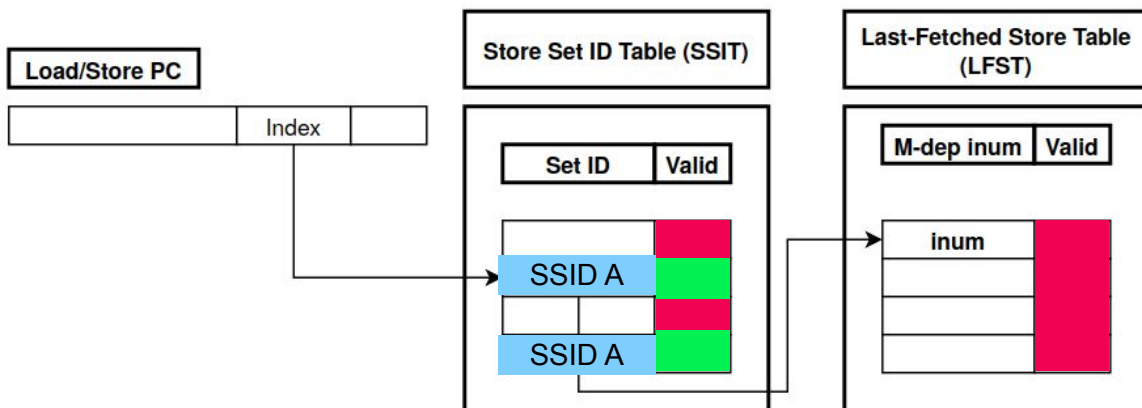 Load/Store PC
Index
Store Set ID Table (SSIT)
Set ID
Valid
SSID A
SSID A
Last-Fetched Store Table
(LFST)
M-dep inum
Valid
inum